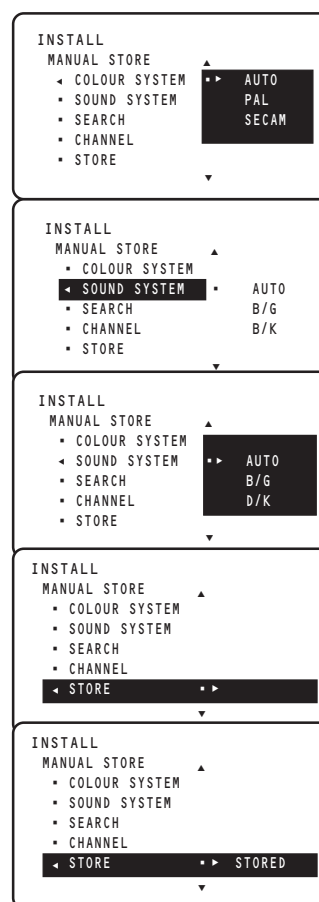 INSTALL
MANUAL STORE
COLOUR SYSTEM AUTO
SOUND SYSTEM PAL
SEARCH SECAM
CHANNEL
STORE
INSTALL
MANUAL STORE
COLOUR SYSTEM
SOUND SYSTEM AUTO
SEARCH B/G
CHANNEL B/K
STORE
INSTALL
MANUAL STORE
COLOUR SYSTEM
SOUND SYSTEM AUTO
SEARCH B/G
CHANNEL D/K
STORE
INSTALL
MANUAL STORE
COLOUR SYSTEM
SOUND SYSTEM
SEARCH
CHANNEL
STORE
INSTALL
MANUAL STORE
COLOUR SYSTEM
SOUND SYSTEM
SEARCH
CHANNEL
STORE STORED